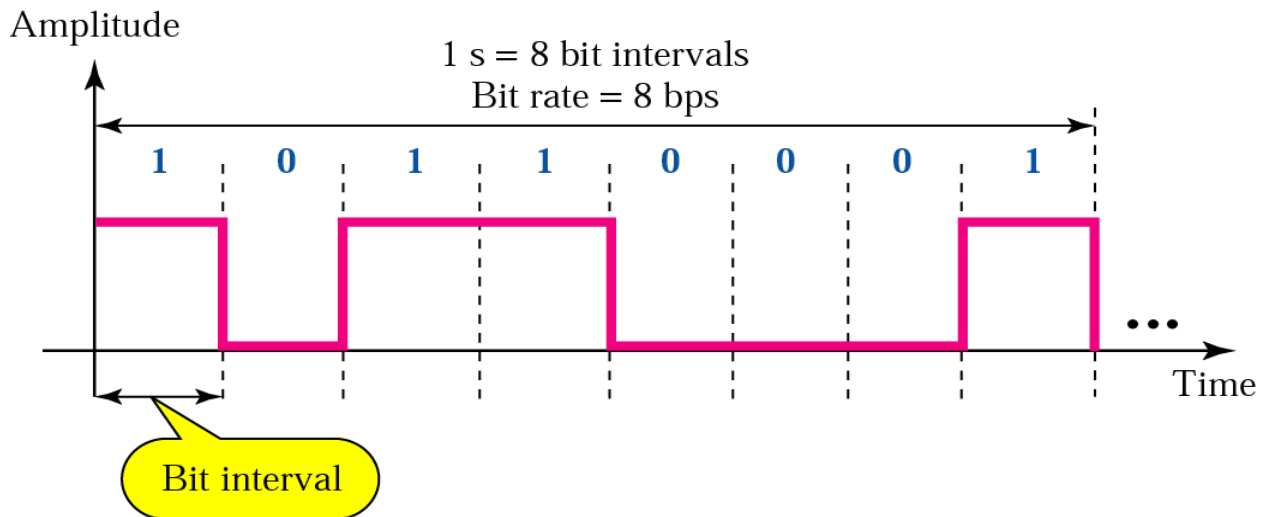 Amplitude
1 s = 8 bit intervals
Bit rate = 8 bps
1 0 1 1 0 0 0 1
...
Time
Bit interval